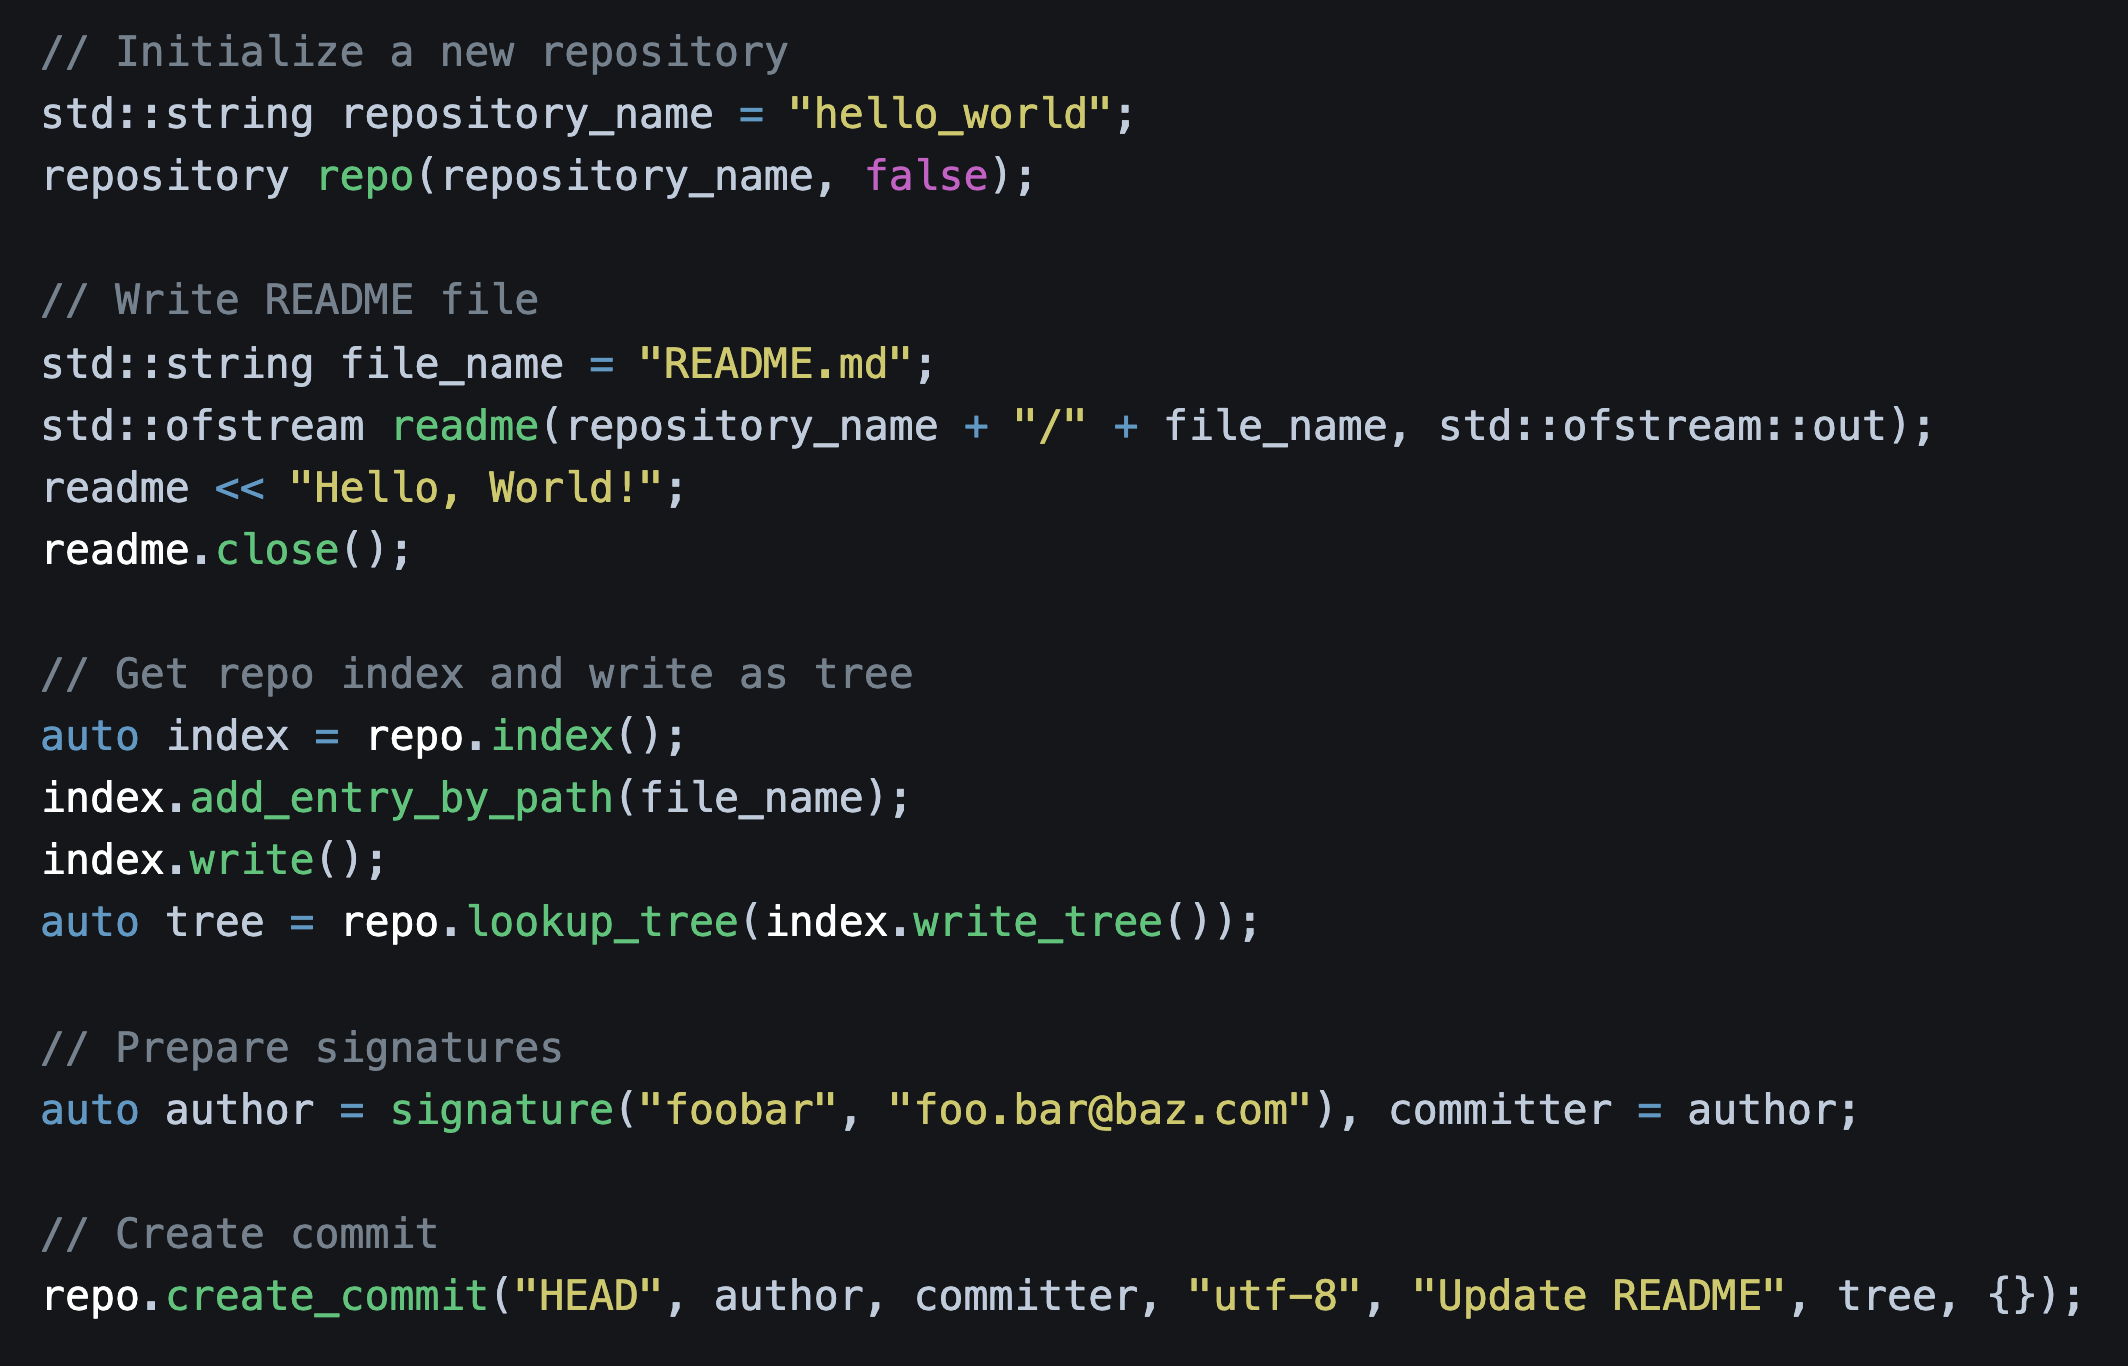 // Initialize a new repository
std::string repository_name = "hello_world";
repository repo(repository_name, false);

// Write README file
std::string file_name = "README.md";
std::ofstream readme(repository_name + "/" + file_name, std::ofstream::out);
readme << "Hello, World!";
readme.close();

// Get repo index and write as tree
auto index = repo.index();
index.add_entry_by_path(file_name);
index.write();
auto tree = repo.lookup_tree(index.write_tree());

// Prepare signatures
auto author = signature("foobar", "foo.bar@baz.com"), committer = author;

// Create commit
repo.create_commit("HEAD", author, committer, "utf-8", "Update README", tree, {});